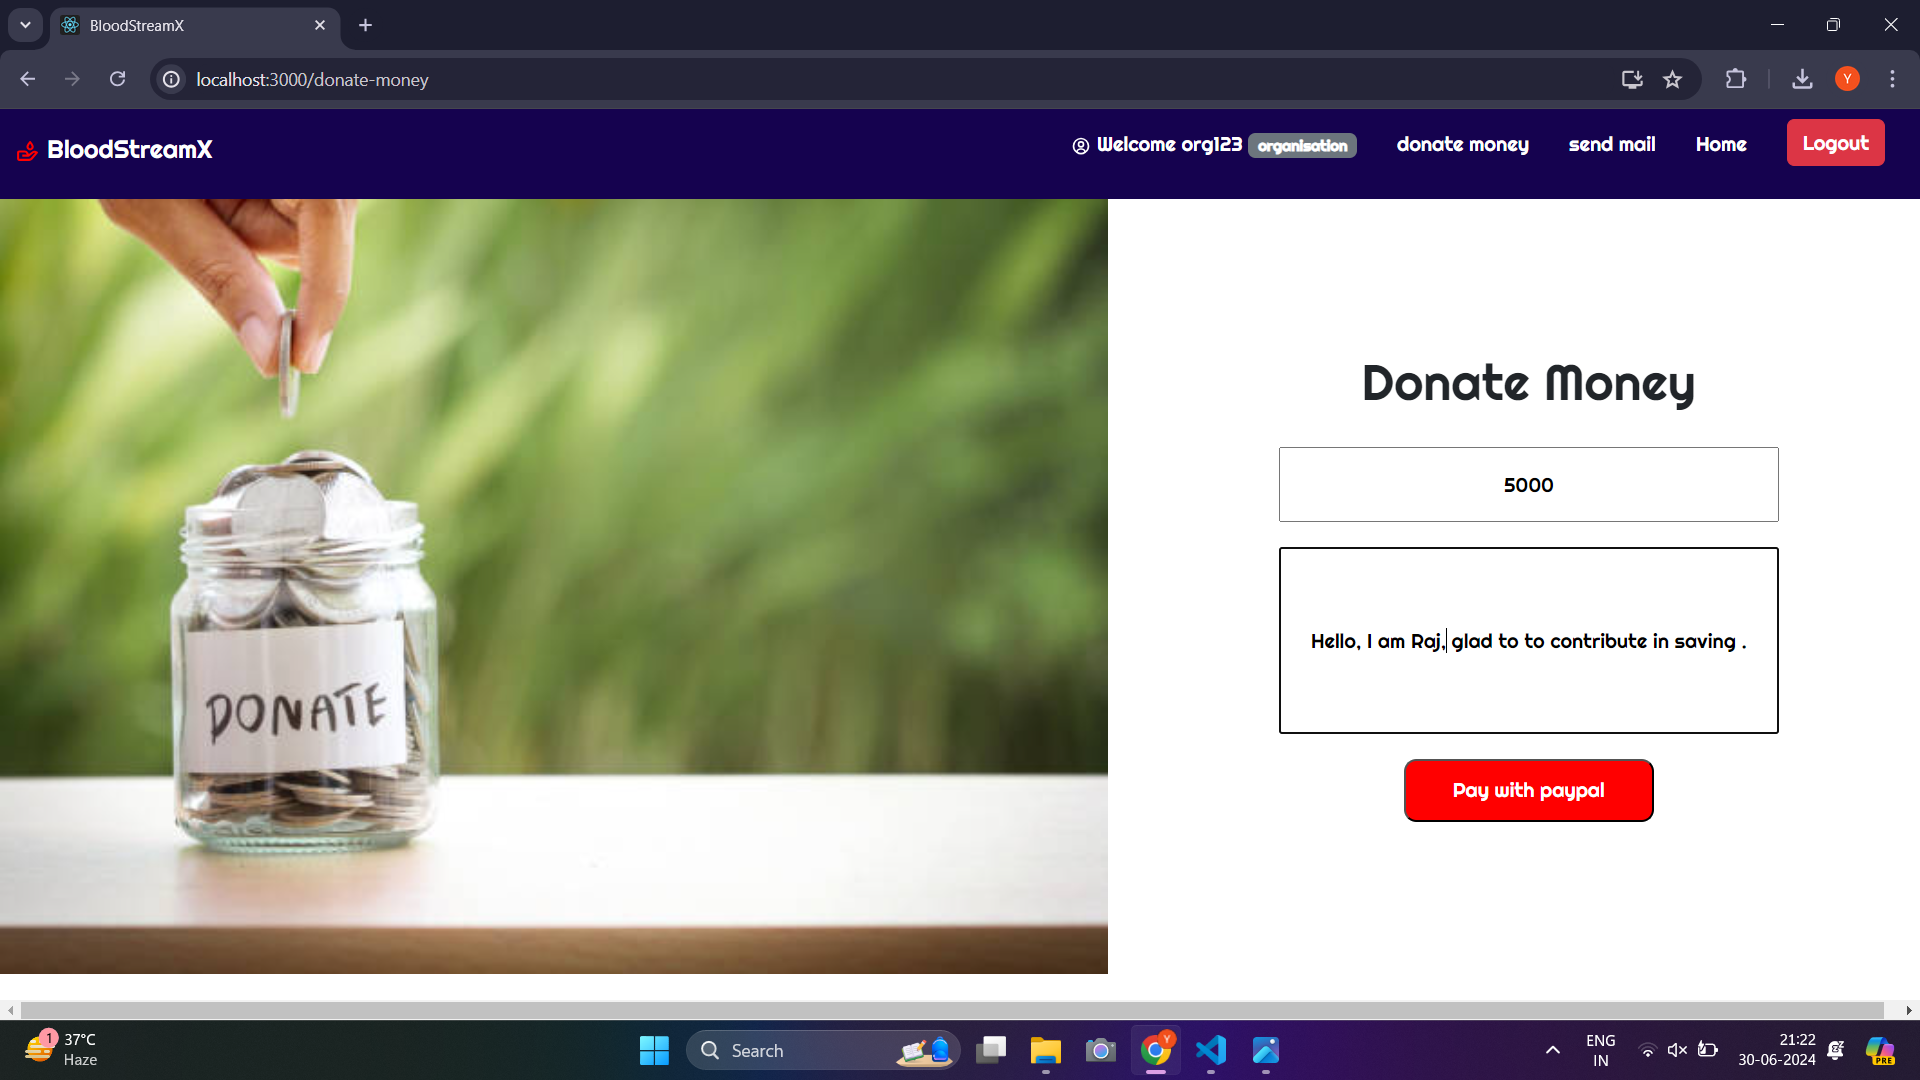 BloodStreamX
localhost:3000/donate-money
Y
BloodStreamX
Welcome org123 organisation
donate money
send mail
Home
Logout
DONATE
Donate Money
5000
Hello, I am Raj, glad to to contribute in saving .
Pay with paypal
1
37°C
Haze
Search
Y
ENG
IN
21:22
30-06-2024
PRE